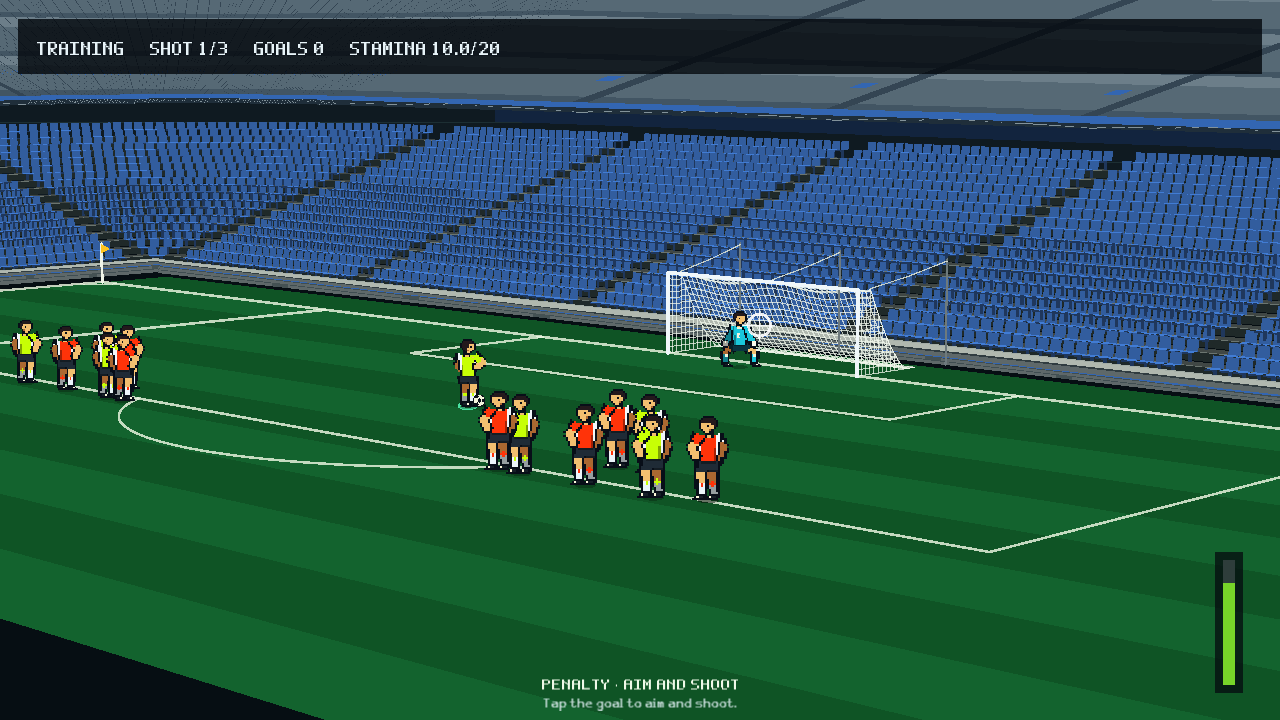 TRAINING SHOT 1/3 GOALS 0 STAMINA 10.0/20
PENALTY · AIM AND SHOOT
Tap the goal to aim and shoot.